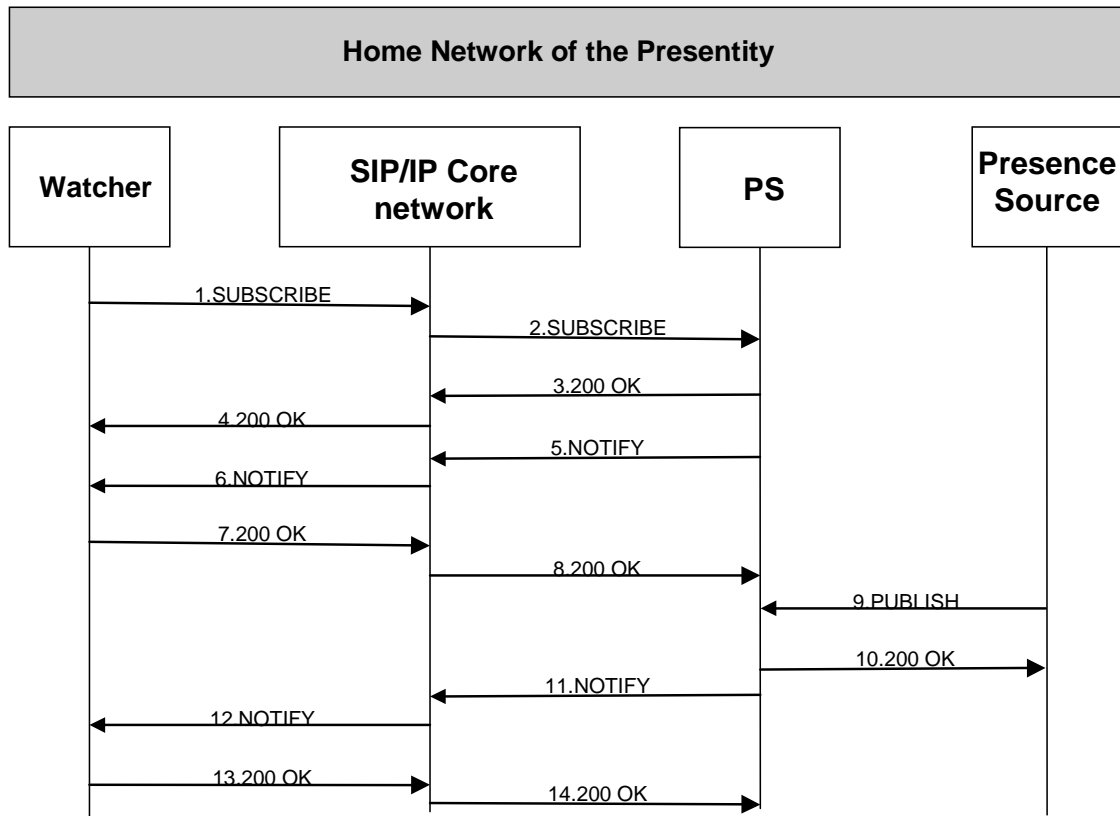 Home Network of the Presentity
Watcher
SIP/IP Core
network
PS
Presence
Source
1.SUBSCRIBE
2.SUBSCRIBE
3.200 OK
4.200 OK
5.NOTIFY
6.NOTIFY
7.200 OK
8.200 OK
9.PUBLISH
10.200 OK
11.NOTIFY
12.NOTIFY
13.200 OK
14.200 OK